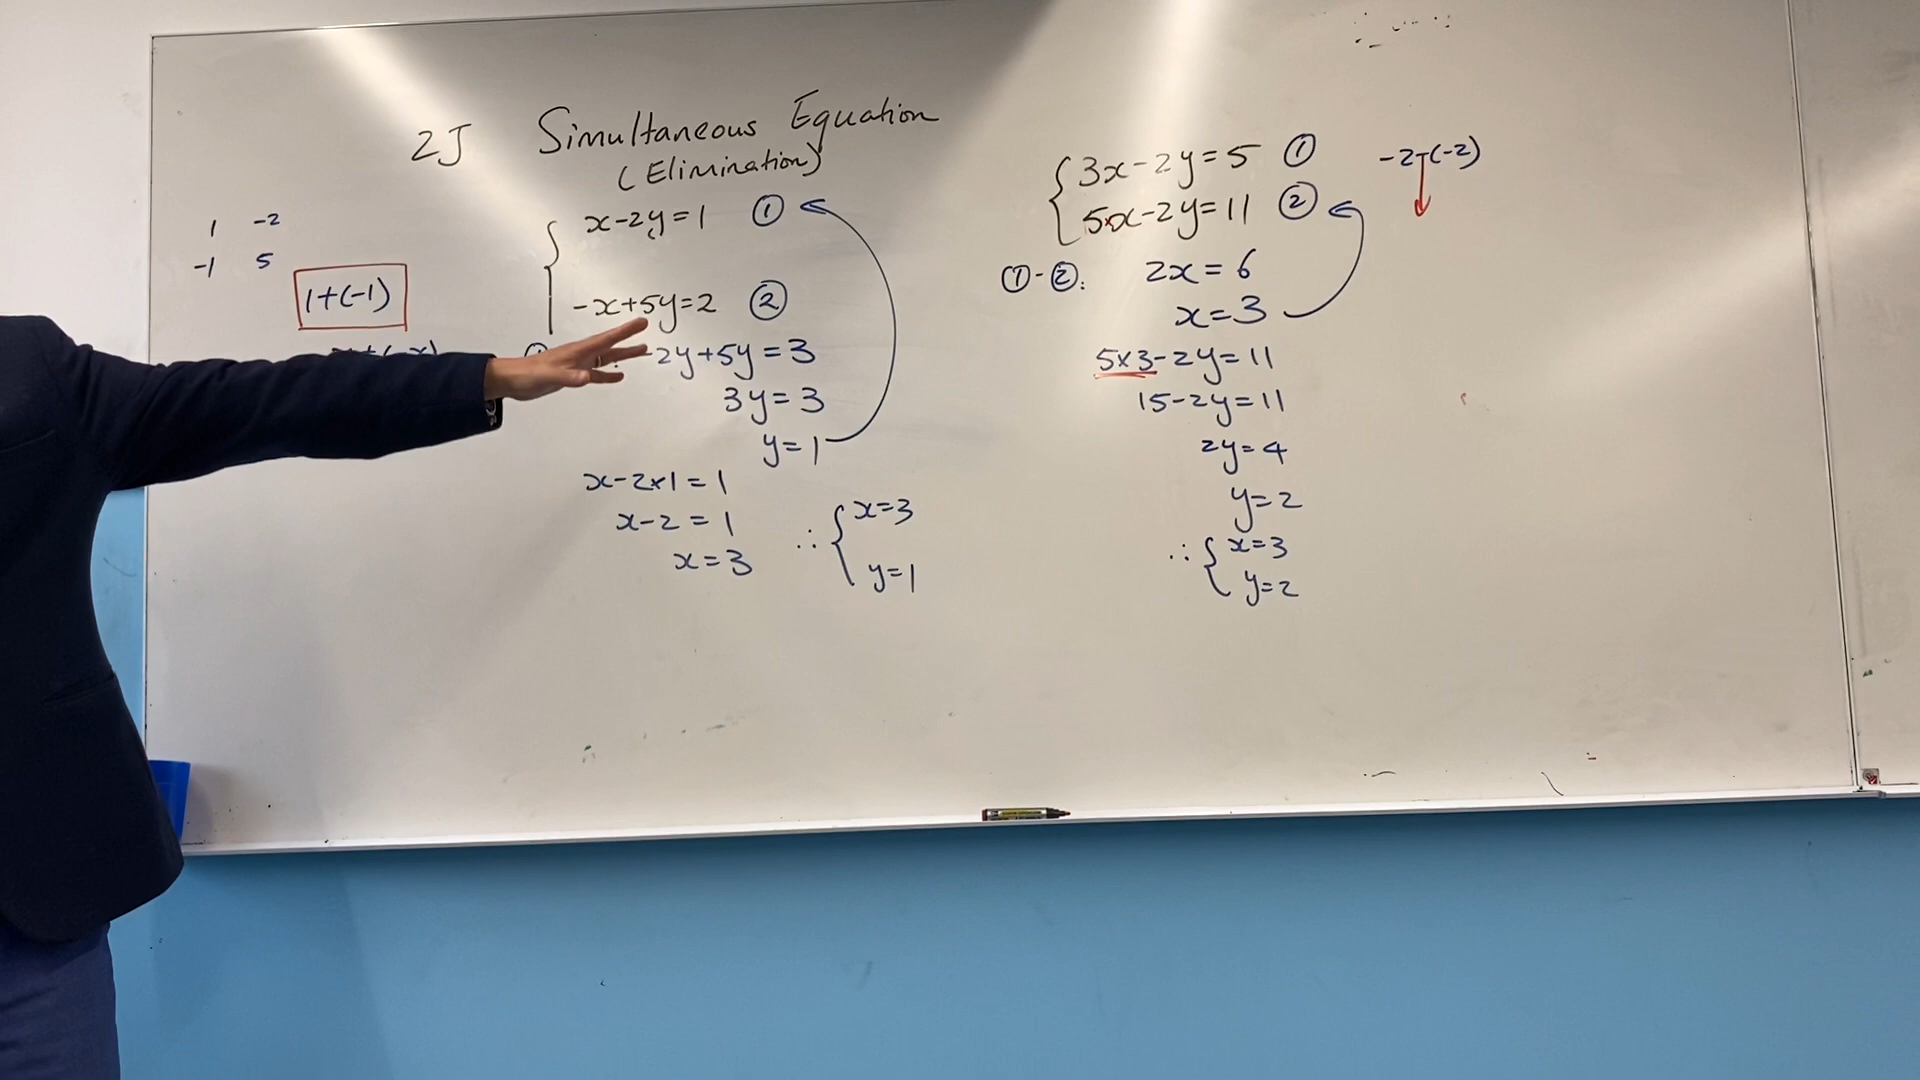 2J Simultaneous Equation
(Elimination)
1 -2
-1 5
1+(-1)
{ x-2y=1 ①
-x+5y=2 ②
-2y+5y=3
3y=3
y=1
x-2×1=1
x-2=1
x=3
∴ { x=3
y=1
{ 3x-2y=5 ①
5x-2y=11 ②
-2-(-2)
①-②: 2x=6
x=3
5×3-2y=11
15-2y=11
2y=4
y=2
∴ { x=3
y=2